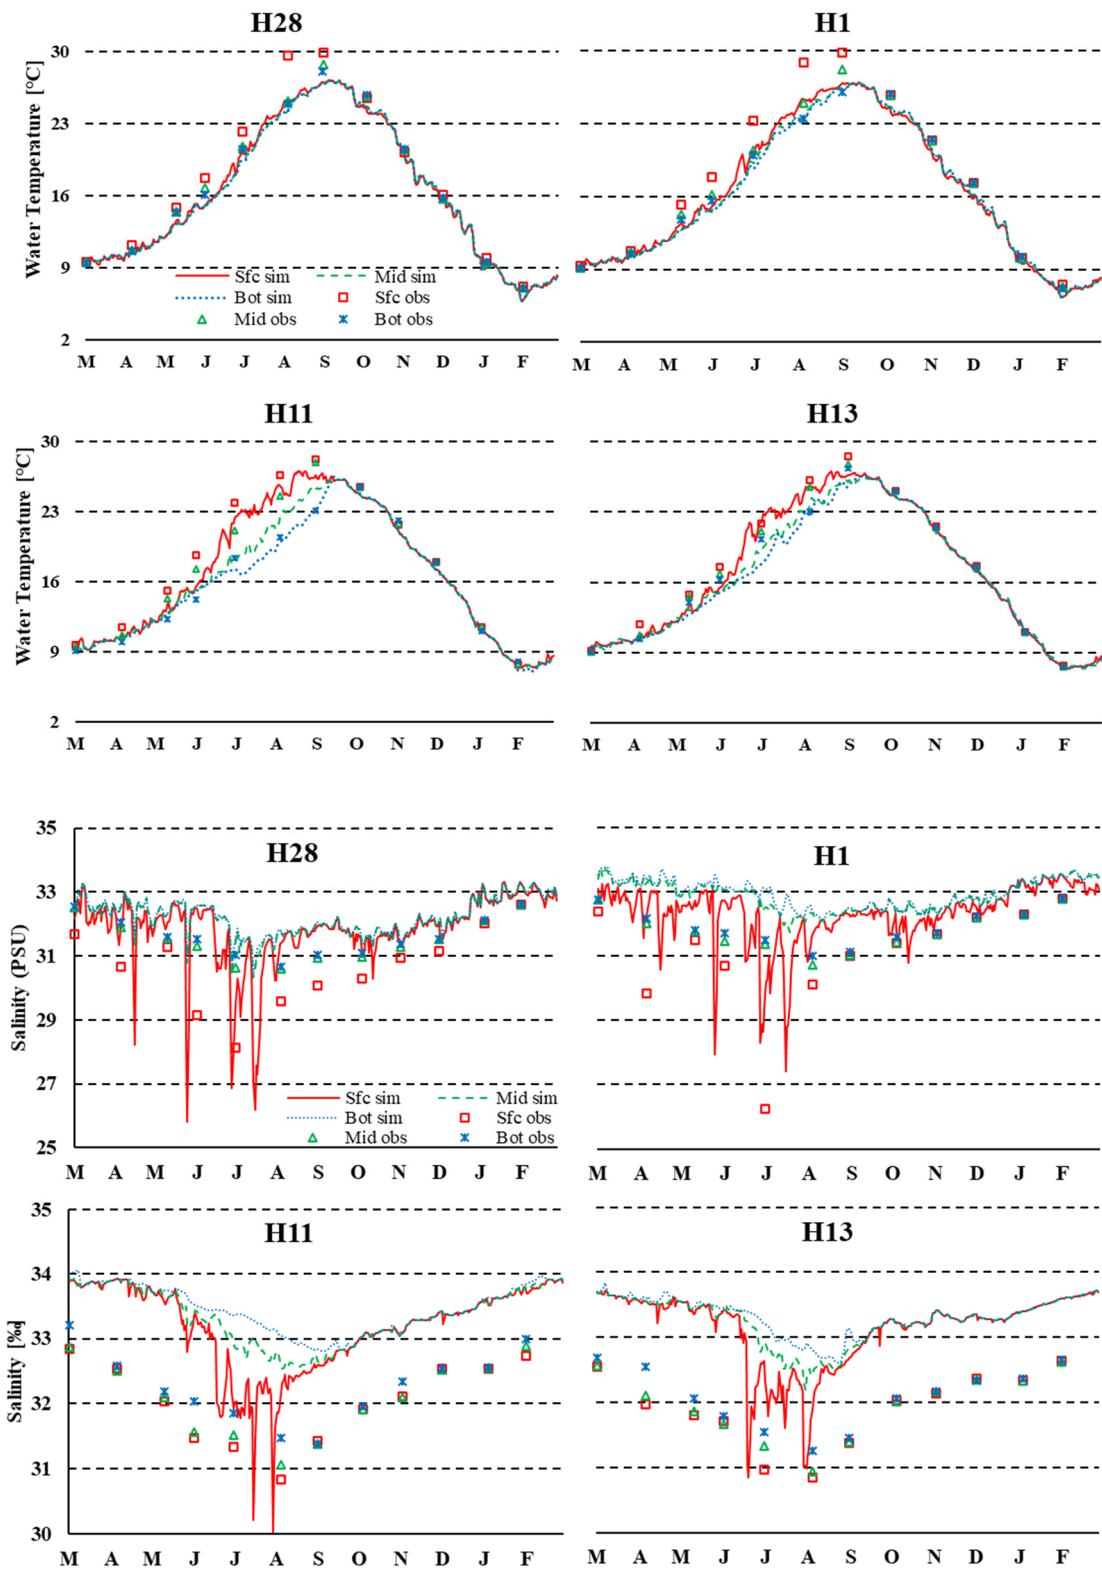 H28 H1
Water Temperature [°C]
30
23
16
9
2
Sfc sim Mid sim
Bot sim Sfc obs
Mid obs Bot obs
M A M J J A S O N D J F
M A M J J A S O N D J F
H11 H13
Water Temperature [°C]
30
23
16
9
2
M A M J J A S O N D J F
M A M J J A S O N D J F
H28 H1
Salinity (PSU)
35
33
31
29
27
25
Sfc sim Mid sim
Bot sim Sfc obs
Mid obs Bot obs
M A M J J A S O N D J F
M A M J J A S O N D J F
H11 H13
Salinity [‰]
35
34
33
32
31
30
M A M J J A S O N D J F
M A M J J A S O N D J F